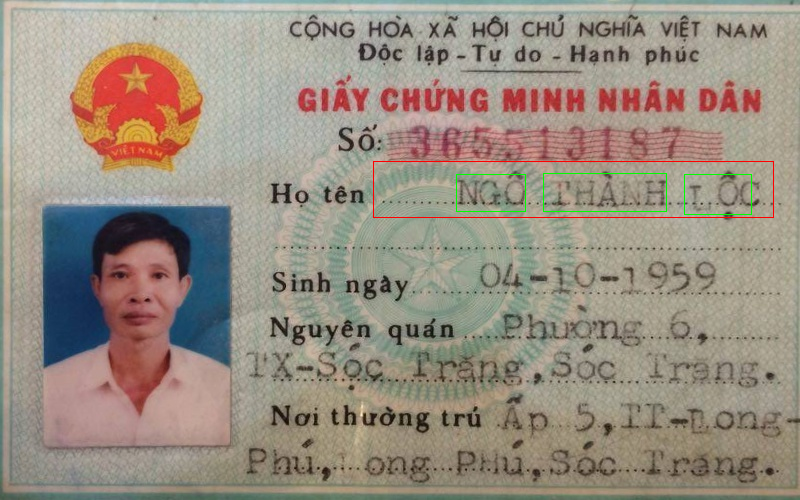 CỘNG HÒA XÃ HỘI CHỦ NGHĨA VIỆT NAM
Độc lập - Tự do - Hạnh phúc
GIẤY CHỨNG MINH NHÂN DÂN
VIỆT NAM
Số: 365513187
Họ tên NGÔ THÀNH LỘC
Sinh ngày 04-10-1959
Nguyên quán Phường 6,
TX-Sóc Trăng, Sóc Trăng.
Nơi thường trú Ấp 5, TT-Long-
Phú, Long PHú, Sóc Trăng.